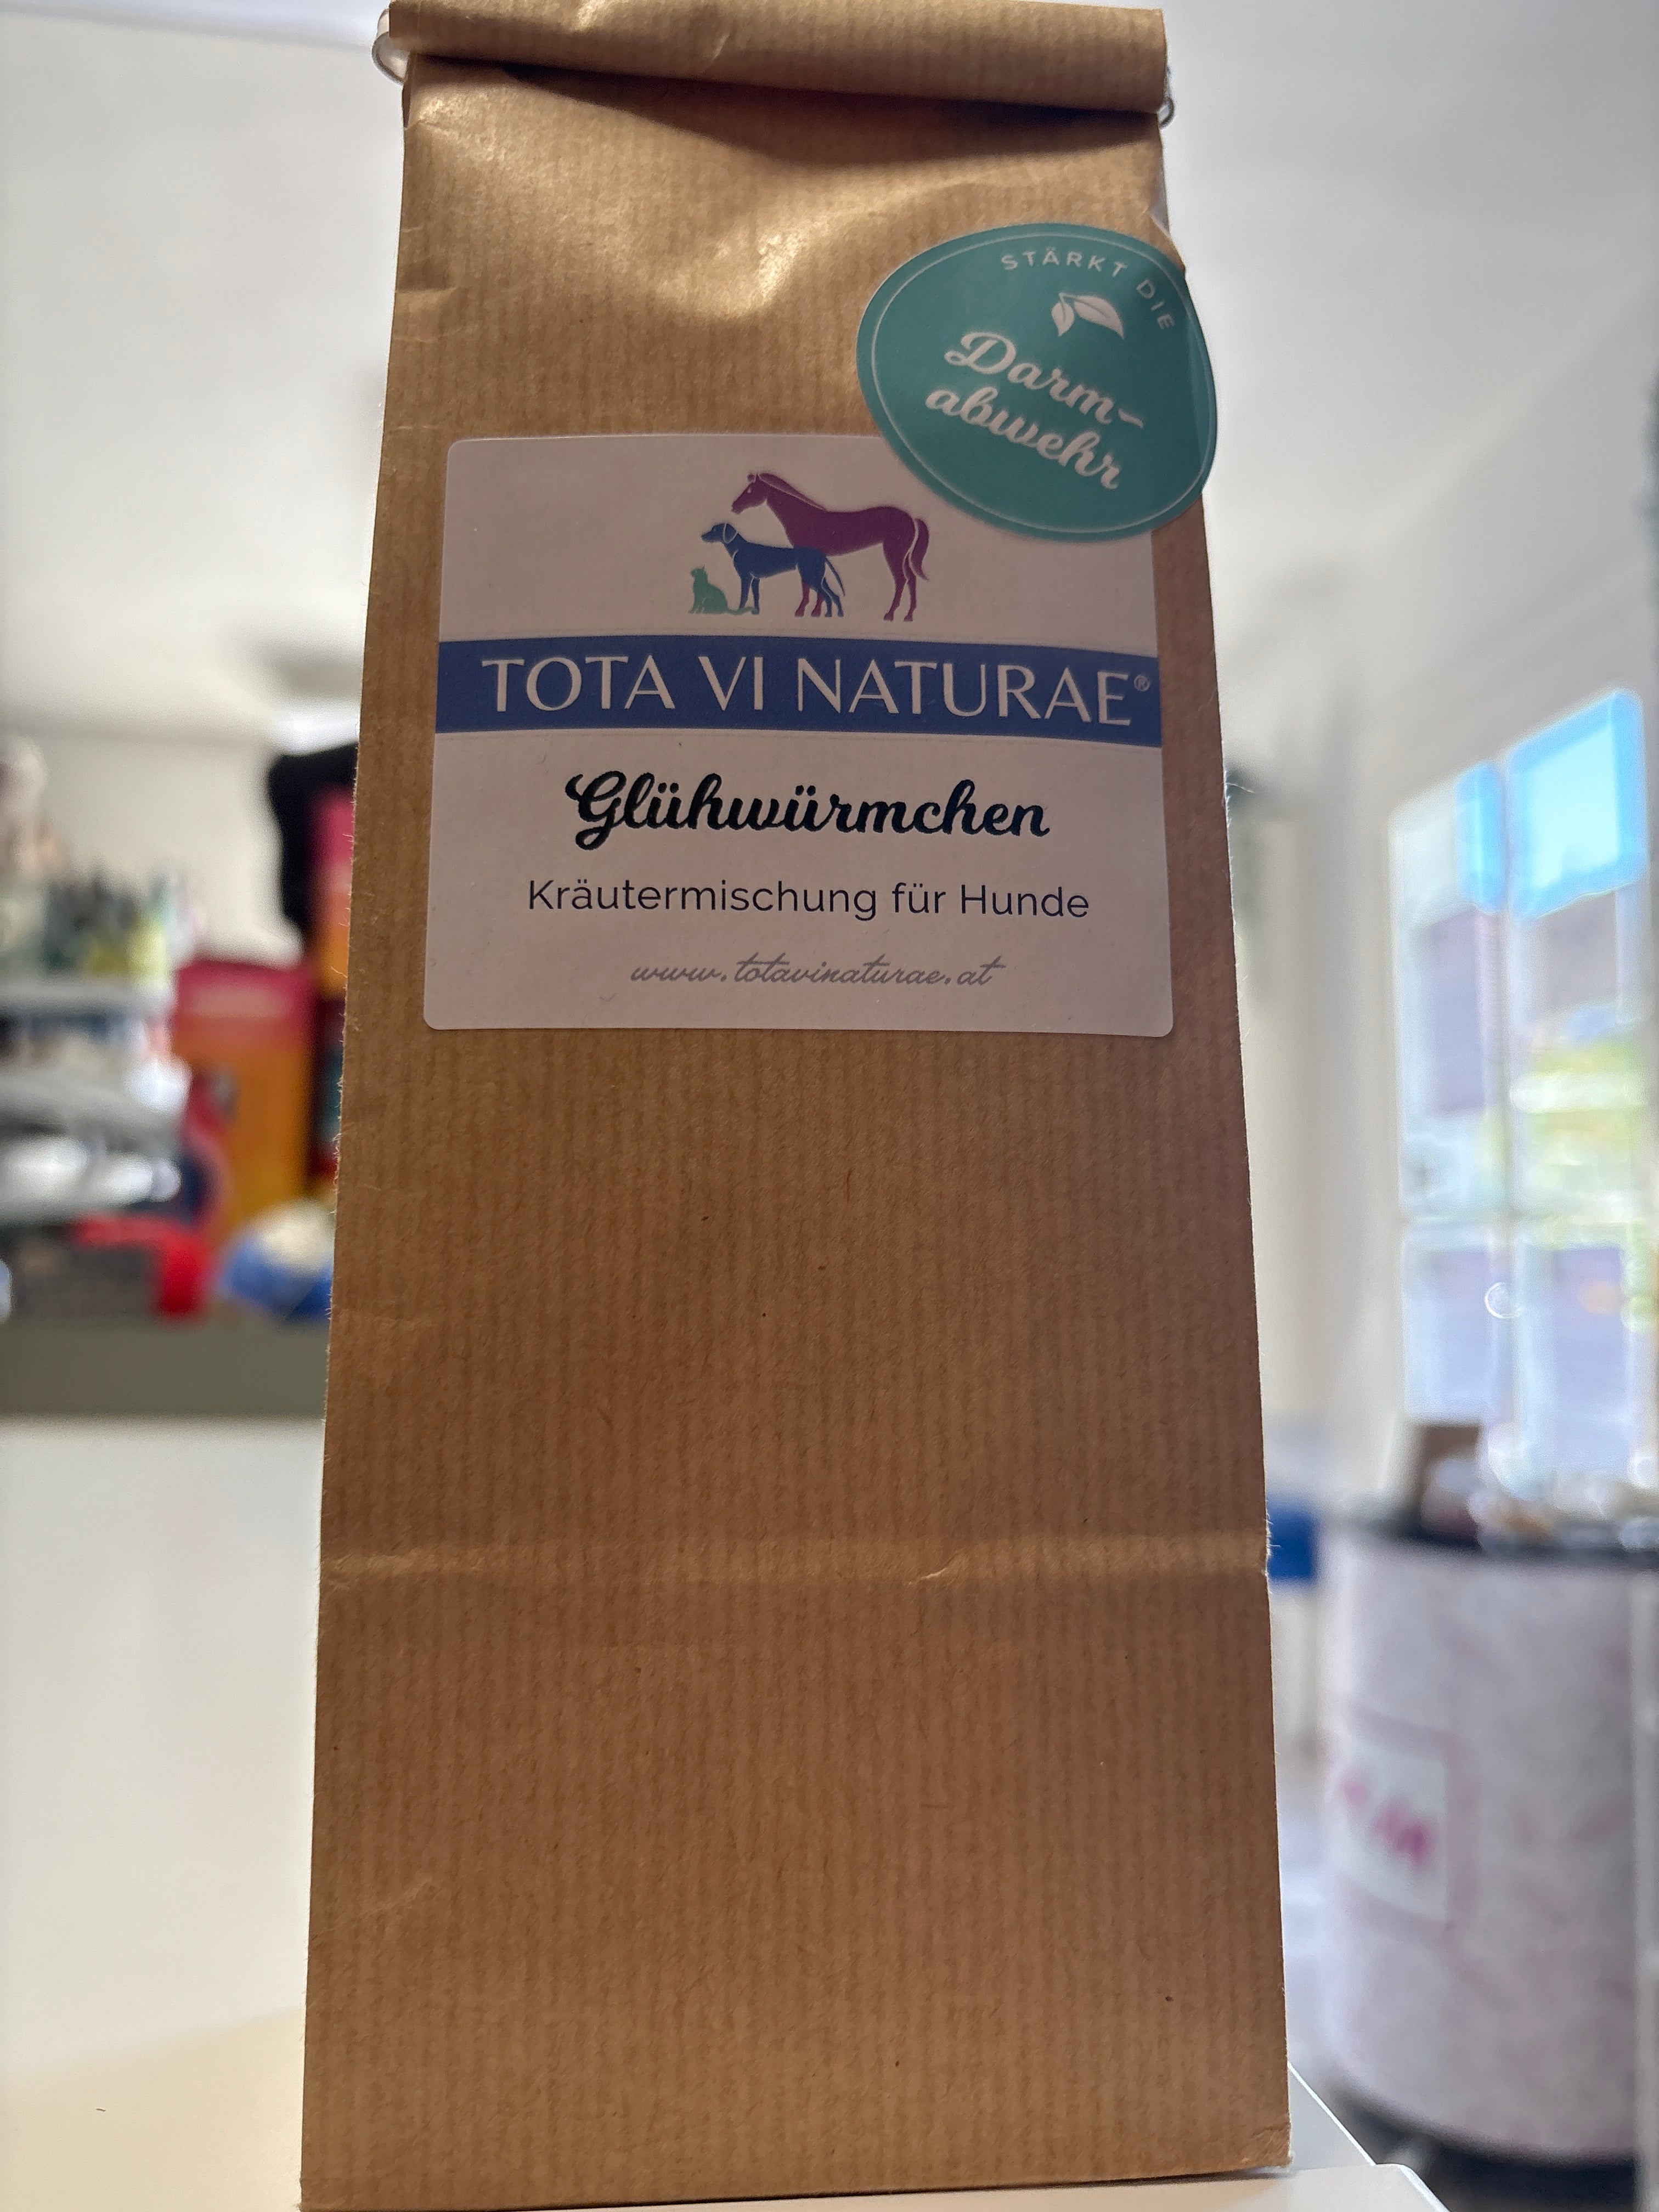 STÄRKT DIE
Darm-
abwehr
TOTA VI NATURAE®
Glühwürmchen
Kräutermischung für Hunde
www.totavinaturae.at